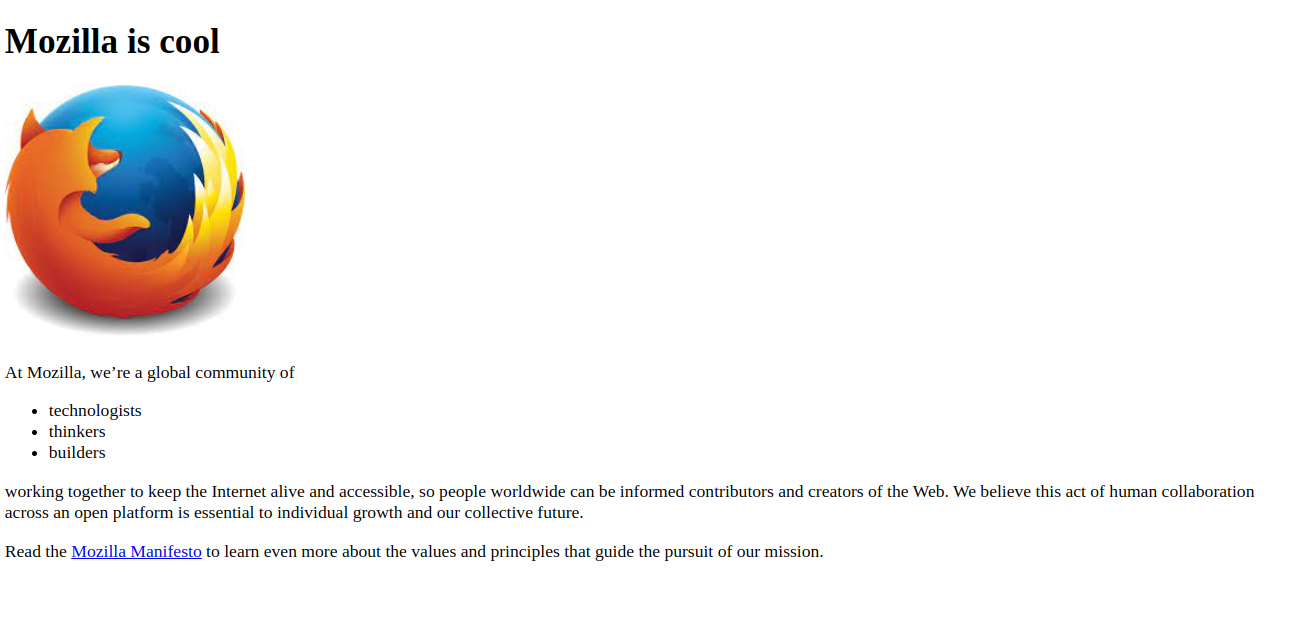 Mozilla is cool
At Mozilla, we’re a global community of
technologists
thinkers
builders
working together to keep the Internet alive and accessible, so people worldwide can be informed contributors and creators of the Web. We believe this act of human collaboration
across an open platform is essential to individual growth and our collective future.
Read the Mozilla Manifesto to learn even more about the values and principles that guide the pursuit of our mission.